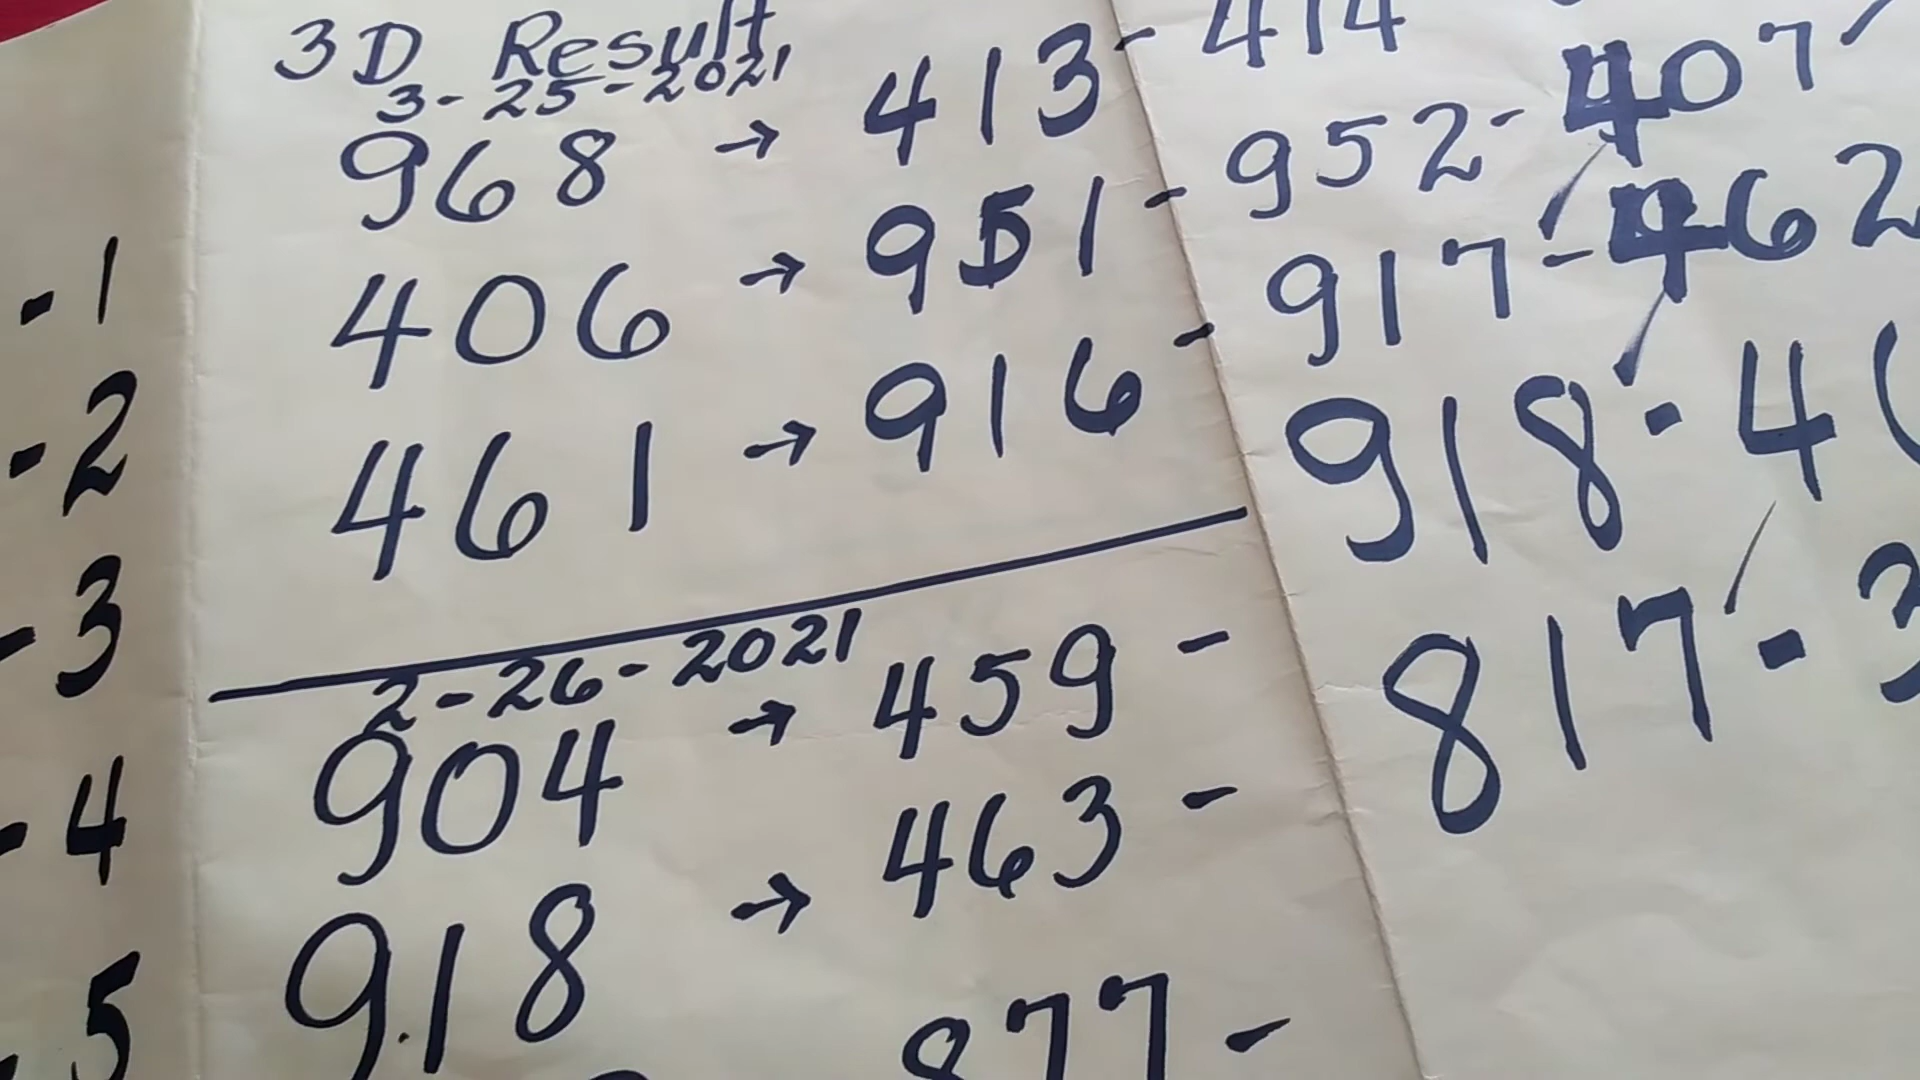 3D Result
3-25-2021
968 → 413 - 414
406 → 951 - 952 - 407
461 → 916 - 917 - 462
918 - 4
2-26-2021
904 → 459 - 817 - 3
918 → 463 -
877 -
- 1
- 2
- 3
- 4
- 5